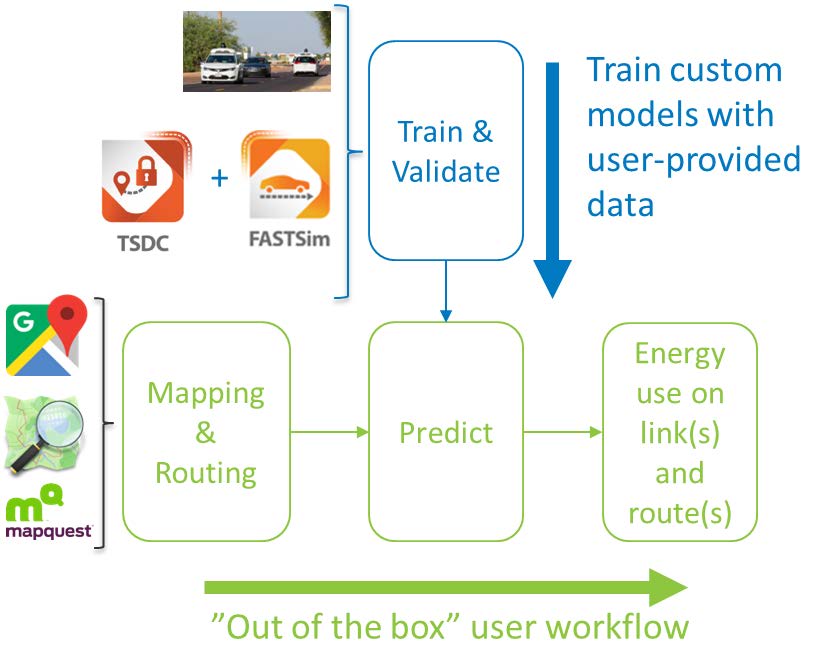 Train &
Validate
Train custom
models with
user-provided
data
TSDC
+
FASTSim
G
mapquest
mQ
Mapping
&
Routing
Predict
Energy
use on
link(s)
and
route(s)
”Out of the box” user workflow